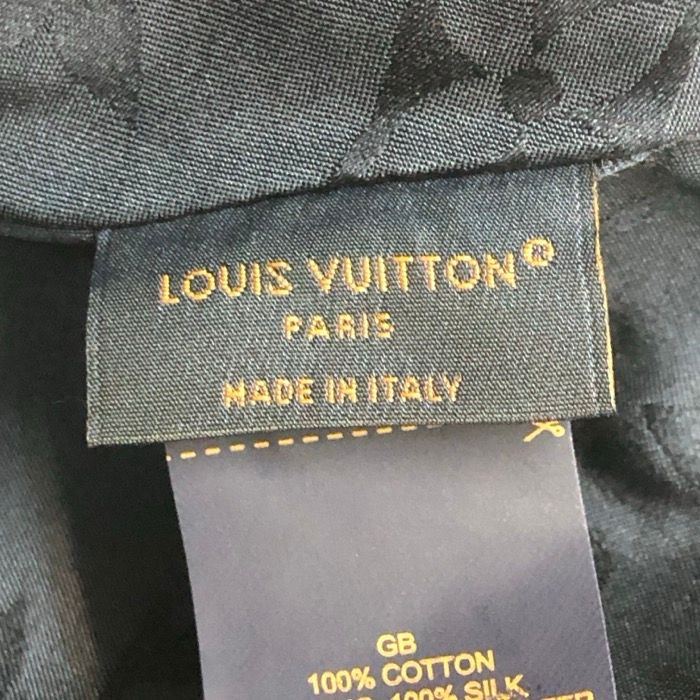 LOUIS VUITTON®
PARIS
MADE IN ITALY
GB
100% COTTON
100% SILK